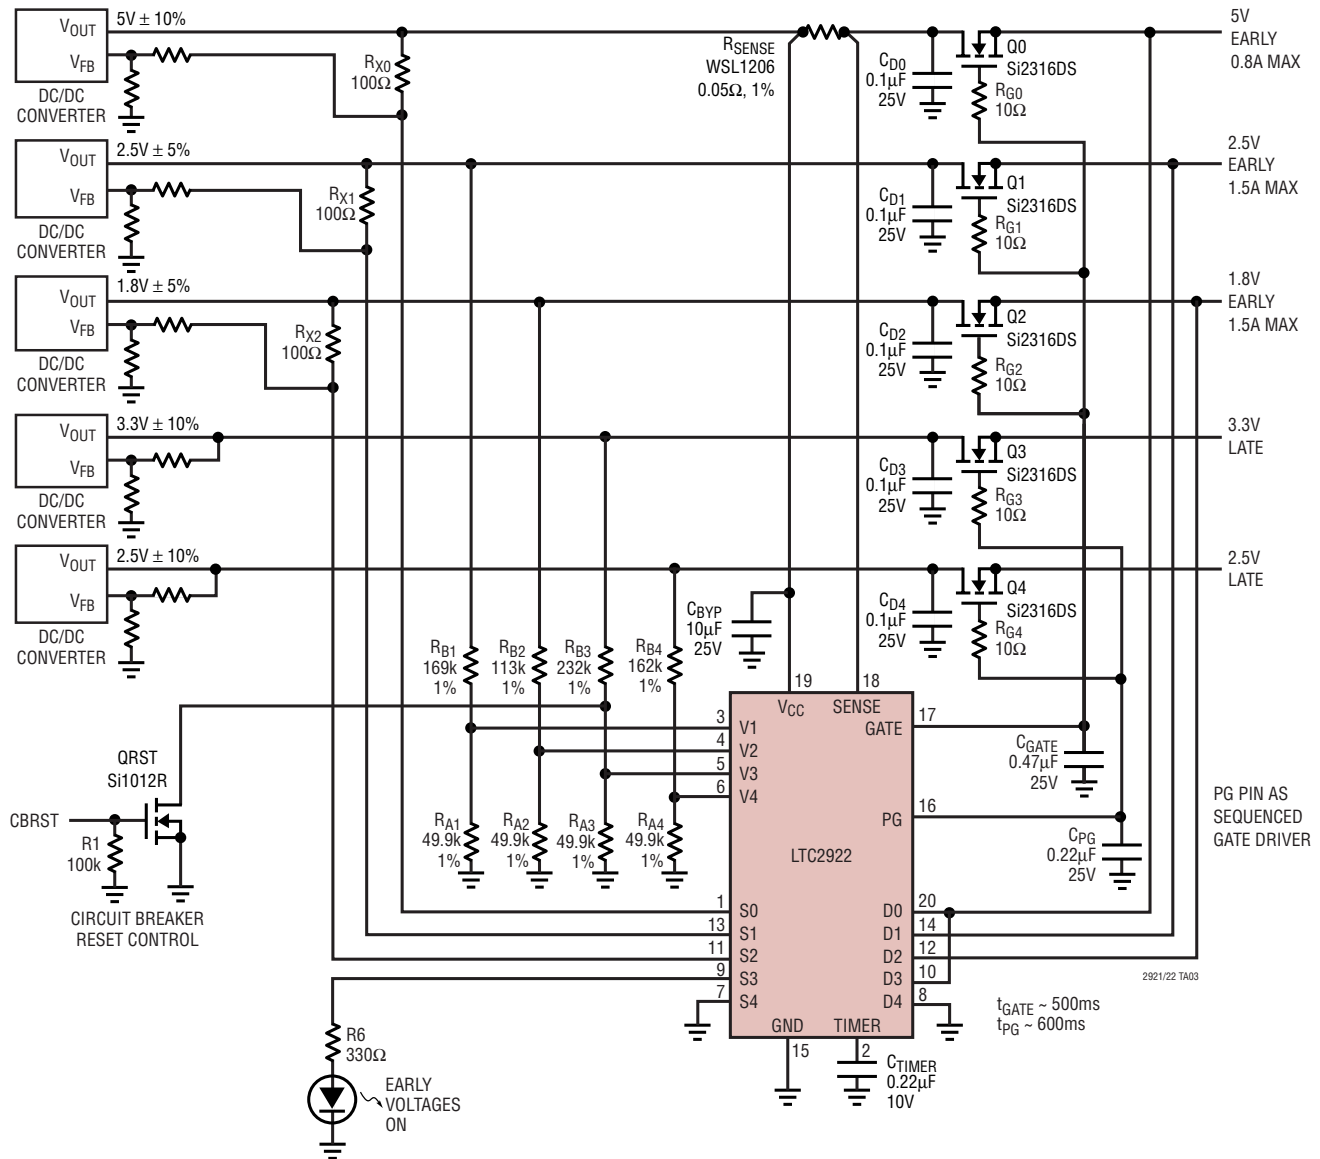 VOUT
VFB
DC/DC
CONVERTER
5V ± 10%
RX0
100Ω
RSENSE
WSL1206
0.05Ω, 1%
CD0
0.1µF
25V
Q0
Si2316DS
RG0
10Ω
5V
EARLY
0.8A MAX
VOUT
VFB
DC/DC
CONVERTER
2.5V ± 5%
RX1
100Ω
CD1
0.1µF
25V
Q1
Si2316DS
RG1
10Ω
2.5V
EARLY
1.5A MAX
VOUT
VFB
DC/DC
CONVERTER
1.8V ± 5%
RX2
100Ω
CD2
0.1µF
25V
Q2
Si2316DS
RG2
10Ω
1.8V
EARLY
1.5A MAX
VOUT
VFB
DC/DC
CONVERTER
3.3V ± 10%
CD3
0.1µF
25V
Q3
Si2316DS
RG3
10Ω
3.3V
LATE
VOUT
VFB
DC/DC
CONVERTER
2.5V ± 10%
CD4
0.1µF
25V
Q4
Si2316DS
RG4
10Ω
2.5V
LATE
CBYP
10µF
25V
RB1
169k
1%
RB2
113k
1%
RB3
232k
1%
RB4
162k
1%
19
18
VCC
SENSE
3
V1
4
V2
5
V3
6
V4
GATE
17
CGATE
0.47µF
25V
PG
16
CPG
0.22µF
25V
PG PIN AS
SEQUENCED
GATE DRIVER
QRST
Si1012R
CBRST
R1
100k
CIRCUIT BREAKER
RESET CONTROL
RA1
49.9k
1%
RA2
49.9k
1%
RA3
49.9k
1%
RA4
49.9k
1%
LTC2922
1
S0
13
S1
11
S2
9
S3
7
S4
D0
20
D1
14
D2
12
D3
10
D4
8
GND
15
TIMER
2
CTIMER
0.22µF
10V
2921/22 TA03
tGATE ~ 500ms
tPG ~ 600ms
R6
330Ω
EARLY
VOLTAGES
ON